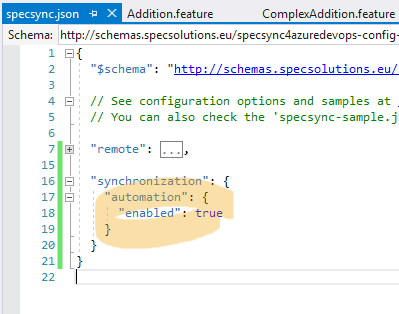 specsync.json Addition.feature ComplexAddition.feature
Schema: http://schemas.specsolutions.eu/specsync4azuredevops-config-
1 {
2 "$schema": "http://schemas.specsolutions.eu/
3
4 // See configuration options and samples at
5 // You can also check the 'specsync-sample.j
6
7 "remote": ...,
15
16 "synchronization": {
17 "automation": {
18 "enabled": true
19 }
20 }
21 }
22